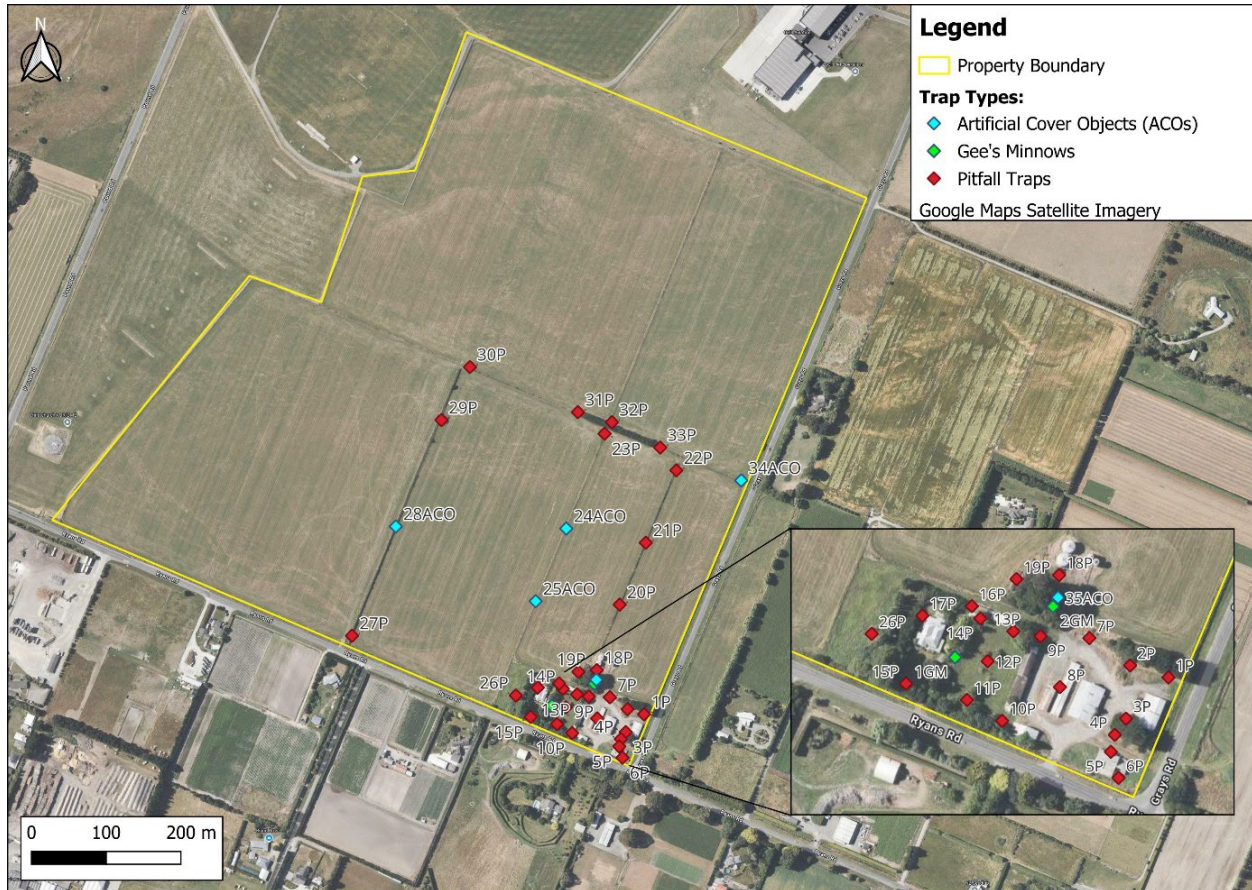 N
Legend
Property Boundary
Trap Types:
Artificial Cover Objects (ACOs)
Gee's Minnows
Pitfall Traps
Google Maps Satellite Imagery
30P
29P
31P
32P
23P
33P
22P
34ACO
28ACO
24ACO
21P
25ACO
20P
27P
19P
18P
14P
26P
7P
1P
13P
9P
4P
15P
10P
3P
5P
6P
19P
18P
16P
35ACO
17P
13P
2GM
26P
14P
9P
7P
2P
1P
15P
1GM
12P
8P
11P
3P
10P
4P
Ryans Rd
5P
6P
Grays Rd
0 100 200 m